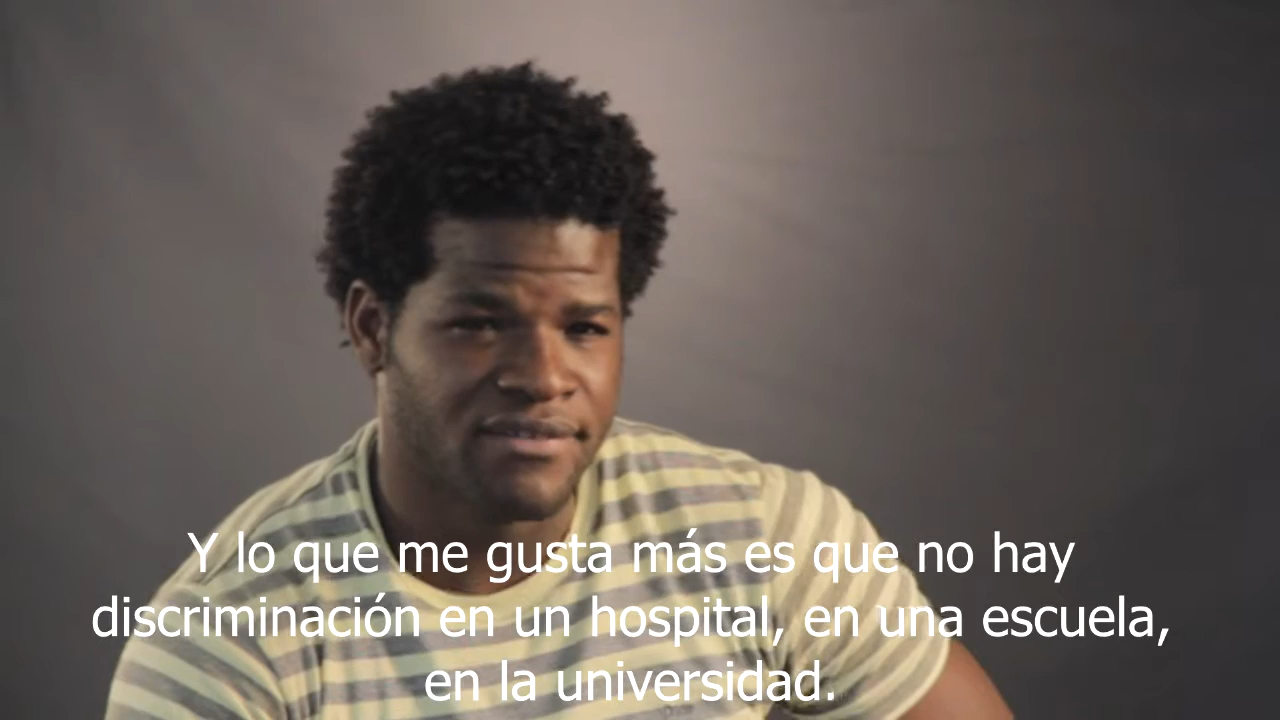 Y lo que me gusta más es que no hay
discriminación en un hospital, en una escuela,
en la universidad.